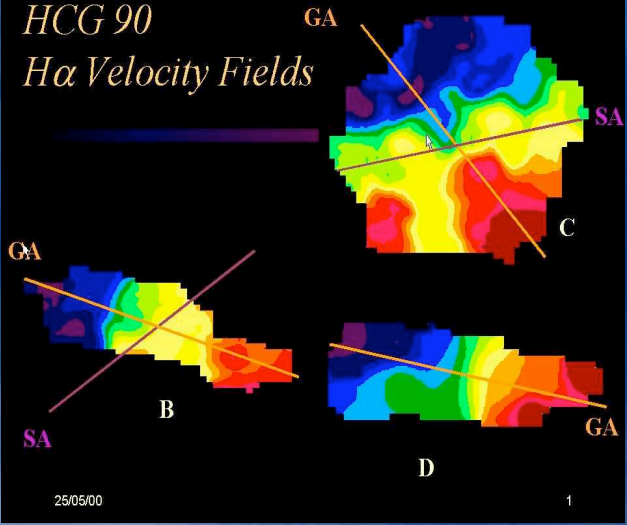 HCG 90
Hα Velocity Fields
GA
SA
C
GA
B
SA
D
GA
25/05/00
1